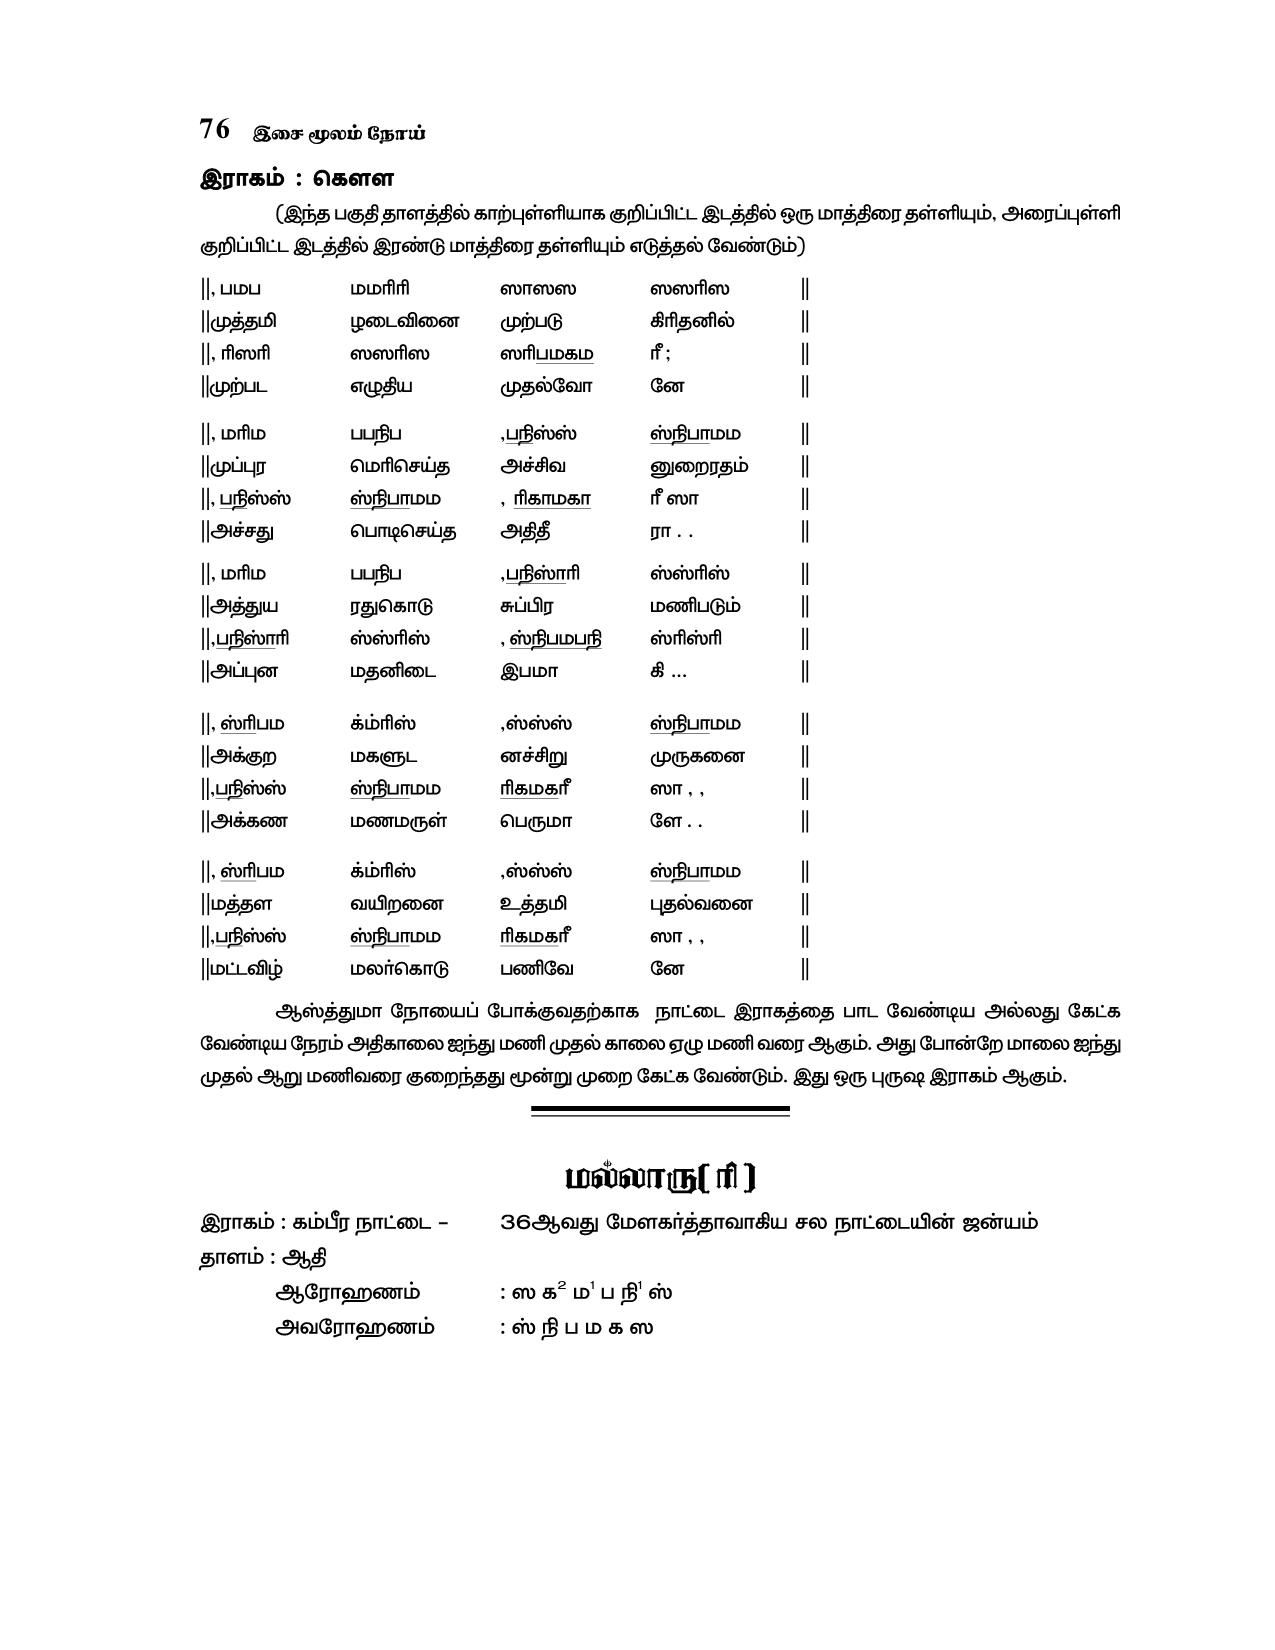 76 இசை மூலம் நோய்
இராகம் : கௌள
(இந்த பகுதி தாளத்தில் காற்புள்ளியாக குறிப்பிட்ட இடத்தில் ஒரு மாத்திரை தள்ளியும், அரைப்புள்ளி
குறிப்பிட்ட இடத்தில் இரண்டு மாத்திரை தள்ளியும் எடுத்தல் வேண்டும்)
||, பமப மமரிரி ஸாஸஸ ஸஸரிஸ ||
||முத்தமி ழடைவினை முற்படு கிரிதனில் ||
||, ரிஸரி ஸஸரிஸ ஸரிபமகம ரீ ; ||
||முற்பட எழுதிய முதல்வோ னே ||
||, மரிம பபநிப ,பநிஸ்ஸ் ஸ்நிபாமம ||
||முப்புர மெரிசெய்த அச்சிவ னுறைரதம் ||
||, பநிஸ்ஸ் ஸ்நிபாமம , ரிகாமகா ரீ ஸா ||
||அச்சது பொடிசெய்த அதிதீ ரா . . ||
||, மரிம பபநிப ,பநிஸ்ாரி ஸ்ஸ்ரிஸ் ||
||அத்துய ரதுகொடு சுப்பிர மணிபடும் ||
||,பநிஸ்ாரி ஸ்ஸ்ரிஸ் , ஸ்நிபமபநி ஸ்ரிஸ்ரி ||
||அப்புன மதனிடை இபமா கி ... ||
||, ஸ்ரிபம க்ம்ரிஸ் ,ஸ்ஸ்ஸ் ஸ்நிபாமம ||
||அக்குற மகளுட னச்சிறு முருகனை ||
||,பநிஸ்ஸ் ஸ்நிபாமம ரிகமகரீ ஸா , , ||
||அக்கண மணமருள் பெருமா ளே . . ||
||, ஸ்ரிபம க்ம்ரிஸ் ,ஸ்ஸ்ஸ் ஸ்நிபாமம ||
||மத்தள வயிறனை உத்தமி புதல்வனை ||
||,பநிஸ்ஸ் ஸ்நிபாமம ரிகமகரீ ஸா , , ||
||மட்டவிழ் மலர்கொடு பணிவே னே ||
ஆஸ்த்துமா நோயைப் போக்குவதற்காக நாட்டை இராகத்தை பாட வேண்டிய அல்லது கேட்க
வேண்டிய நேரம் அதிகாலை ஐந்து மணி முதல் காலை ஏழு மணி வரை ஆகும். அது போன்றே மாலை ஐந்து
முதல் ஆறு மணிவரை குறைந்தது மூன்று முறை கேட்க வேண்டும். இது ஒரு புருஷ இராகம் ஆகும்.
மல்லாரு( ரி )
இராகம் : கம்பீர நாட்டை – 36ஆவது மேளகர்த்தாவாகிய சல நாட்டையின் ஜன்யம்
தாளம் : ஆதி
ஆரோஹணம் : ஸ க² ம¹ ப நி¹ ஸ்
அவரோஹணம் : ஸ் நி ப ம க ஸ